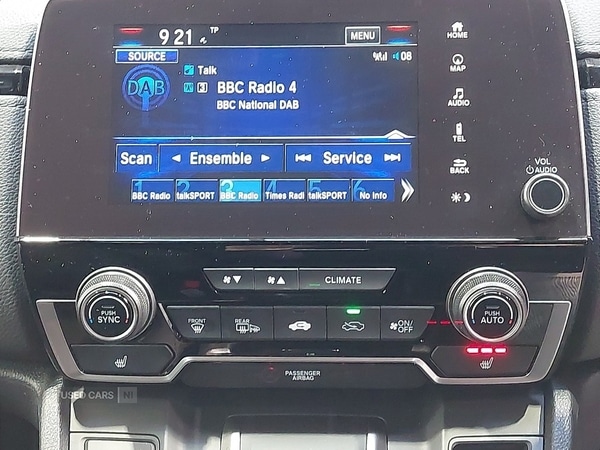 9 21 TP MENU
SOURCE 08
DAB Talk
BBC Radio 4
BBC National DAB
Scan Ensemble Service
1 BBC Radio 2 talkSPORT 3 BBC Radio 4 Times Radi 5 talkSPORT 6 No Info
HOME
MAP
AUDIO
TEL
BACK
VOL
AUDIO
CLIMATE
PUSH SYNC
FRONT REAR ON/OFF
PUSH AUTO
PASSENGER AIRBAG
USED CARS NI